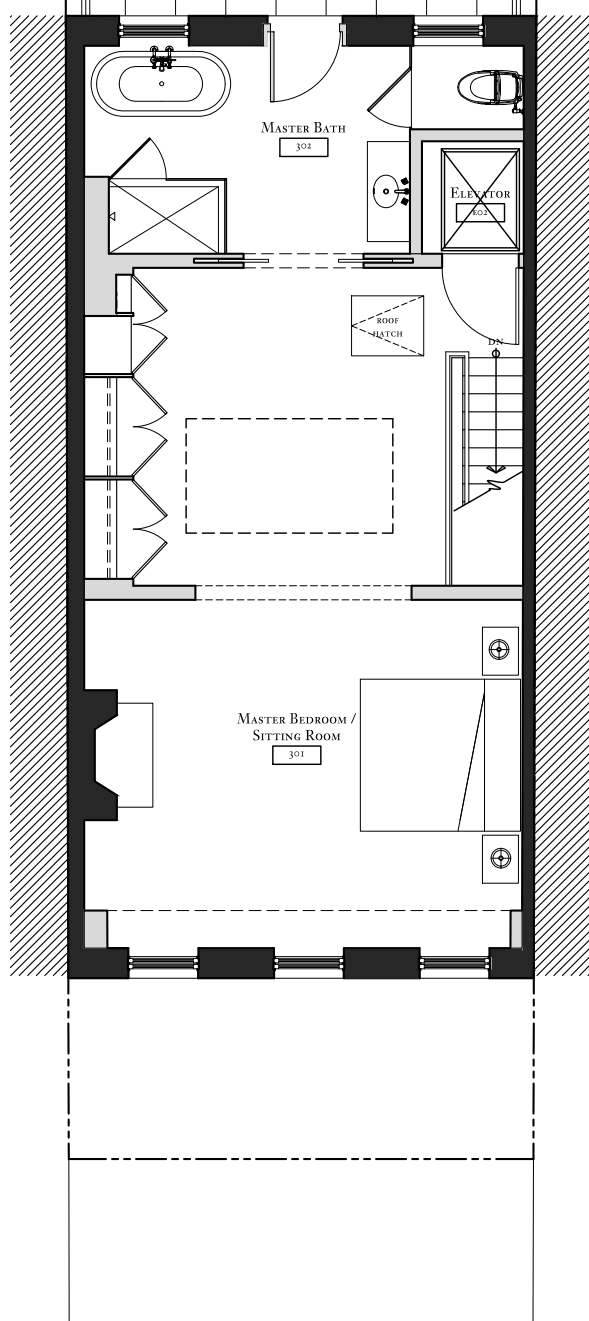 Master Bath
302
Elevator
E02
Roof
Hatch
DN
Master Bedroom /
Sitting Room
301